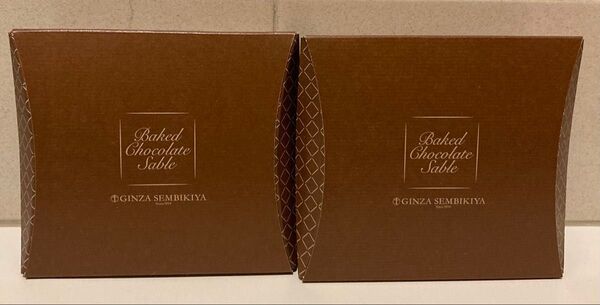 Baked
Chocolate
Sable
GINZA SEMBIKIYA
Baked
Chocolate
Sable
GINZA SEMBIKIYA